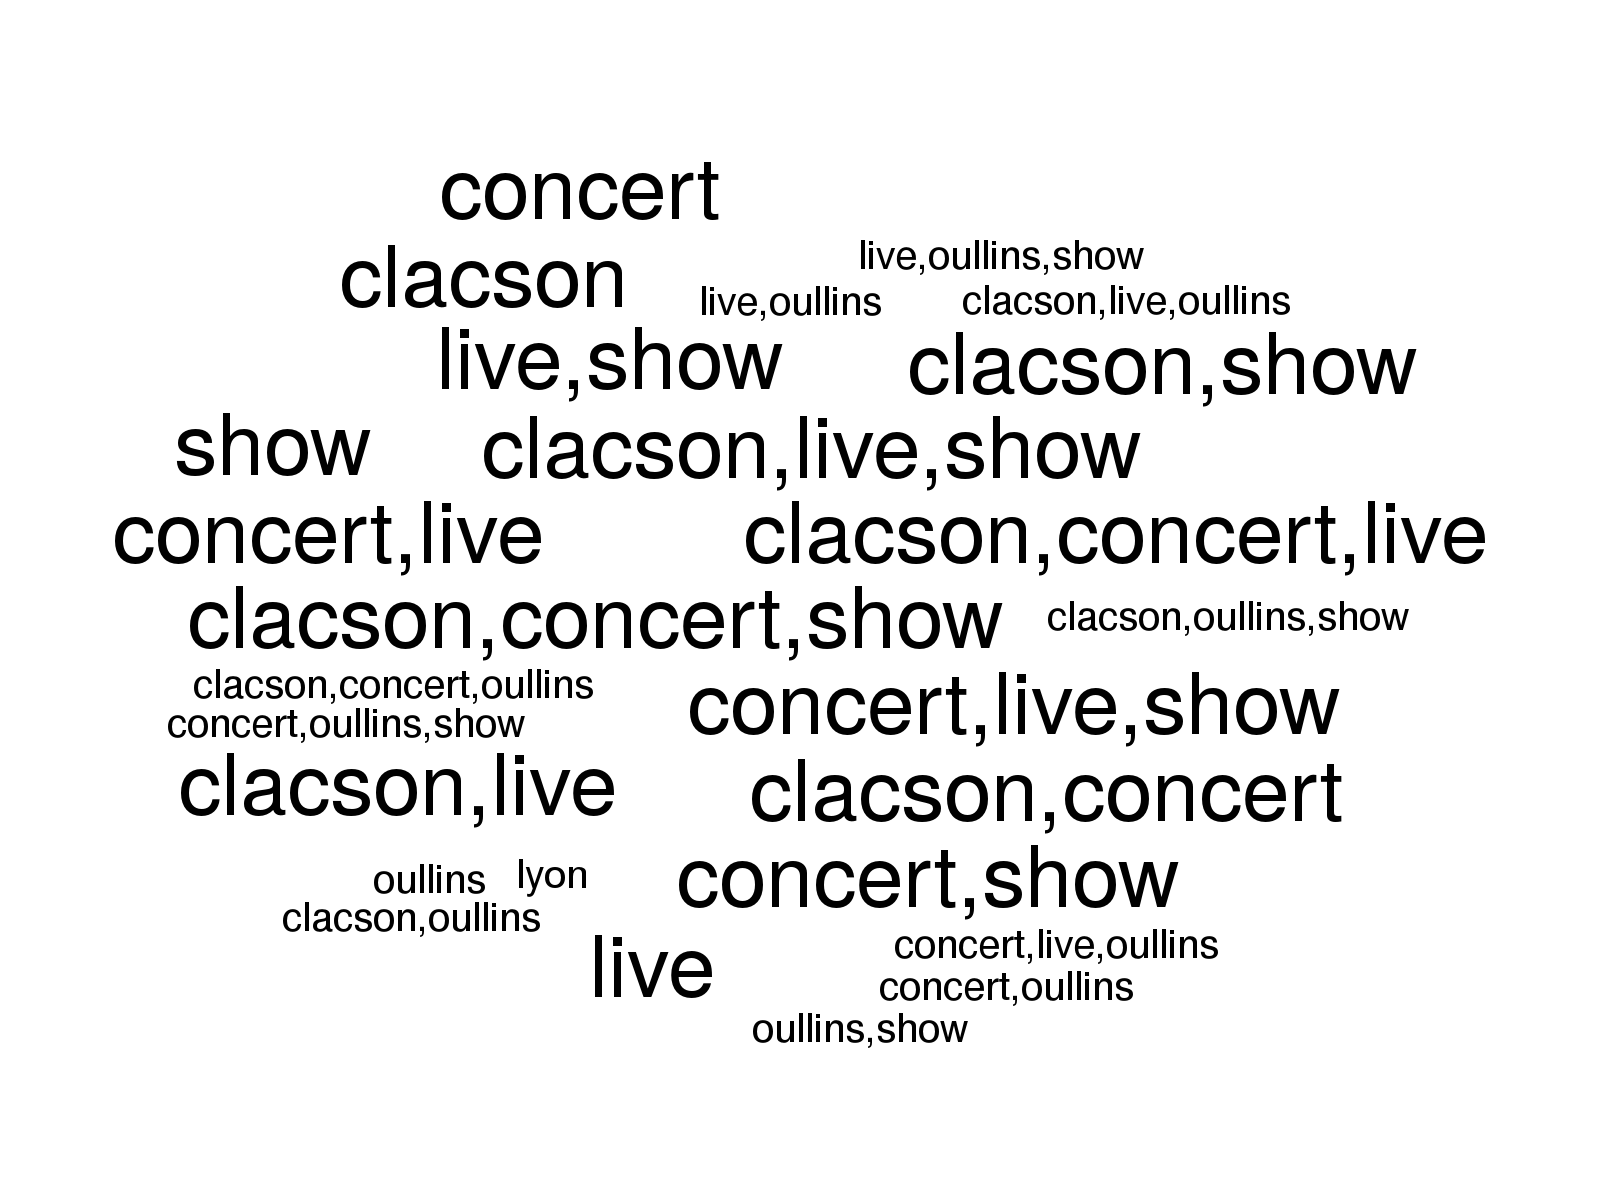 concert
clacson
live,oullins,show
live,oullins
clacson,live,oullins
live,show
clacson,show
show
clacson,live,show
concert,live
clacson,concert,live
clacson,concert,show
clacson,oullins,show
clacson,concert,oullins
concert,live,show
concert,oullins,show
clacson,live
clacson,concert
oullins
lyon
concert,show
clacson,oullins
live
concert,live,oullins
concert,oullins
oullins,show